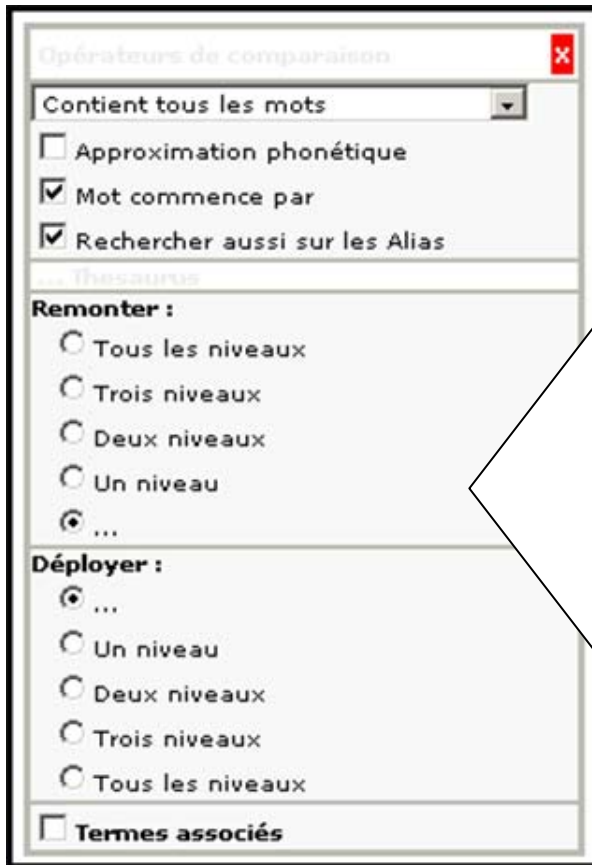 Opérateurs de comparaison x
Contient tous les mots
Approximation phonétique
Mot commence par
Rechercher aussi sur les Alias
... Thesaurus
Remonter :
Tous les niveaux
Trois niveaux
Deux niveaux
Un niveau
...
Déployer :
...
Un niveau
Deux niveaux
Trois niveaux
Tous les niveaux
Termes associés